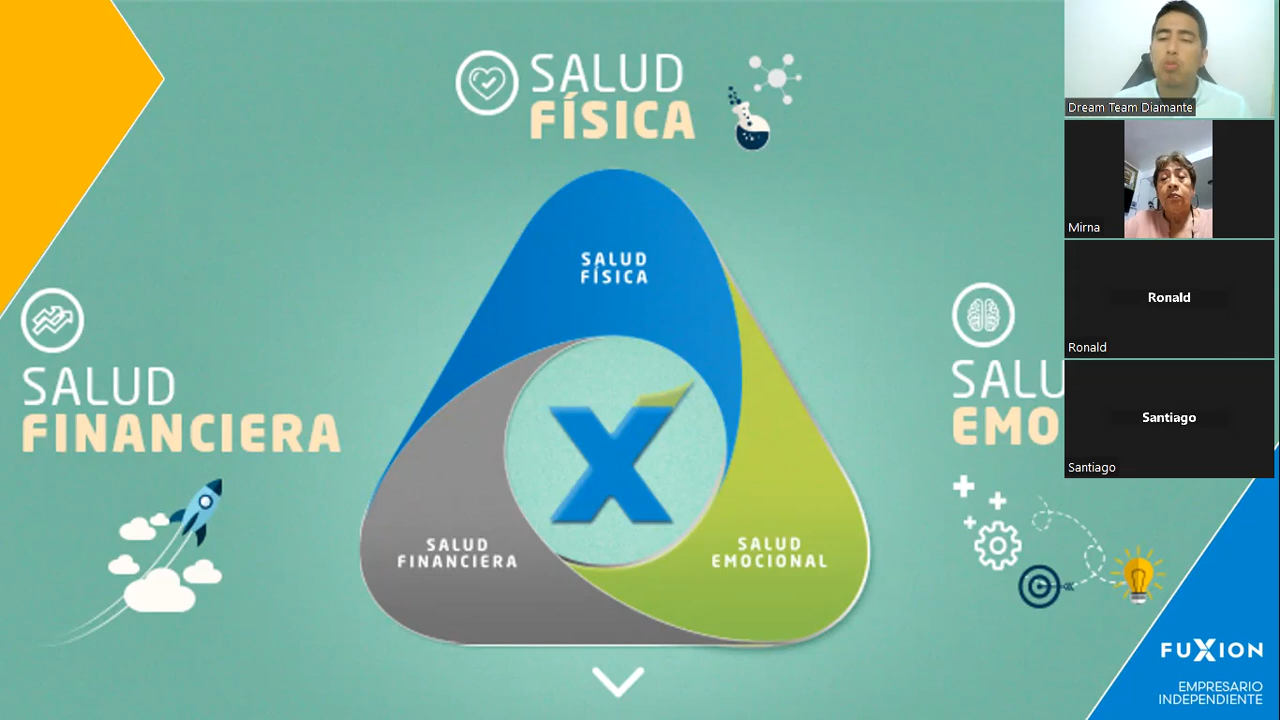 SALUD
FÍSICA
SALUD
FÍSICA
SALUD
FINANCIERA
SALU
EMO
X
SALUD
FINANCIERA
SALUD
EMOCIONAL
FUXION
EMPRESARIO
INDEPENDIENTE
Dream Team Diamante
Mirna
Ronald
Ronald
Santiago
Santiago